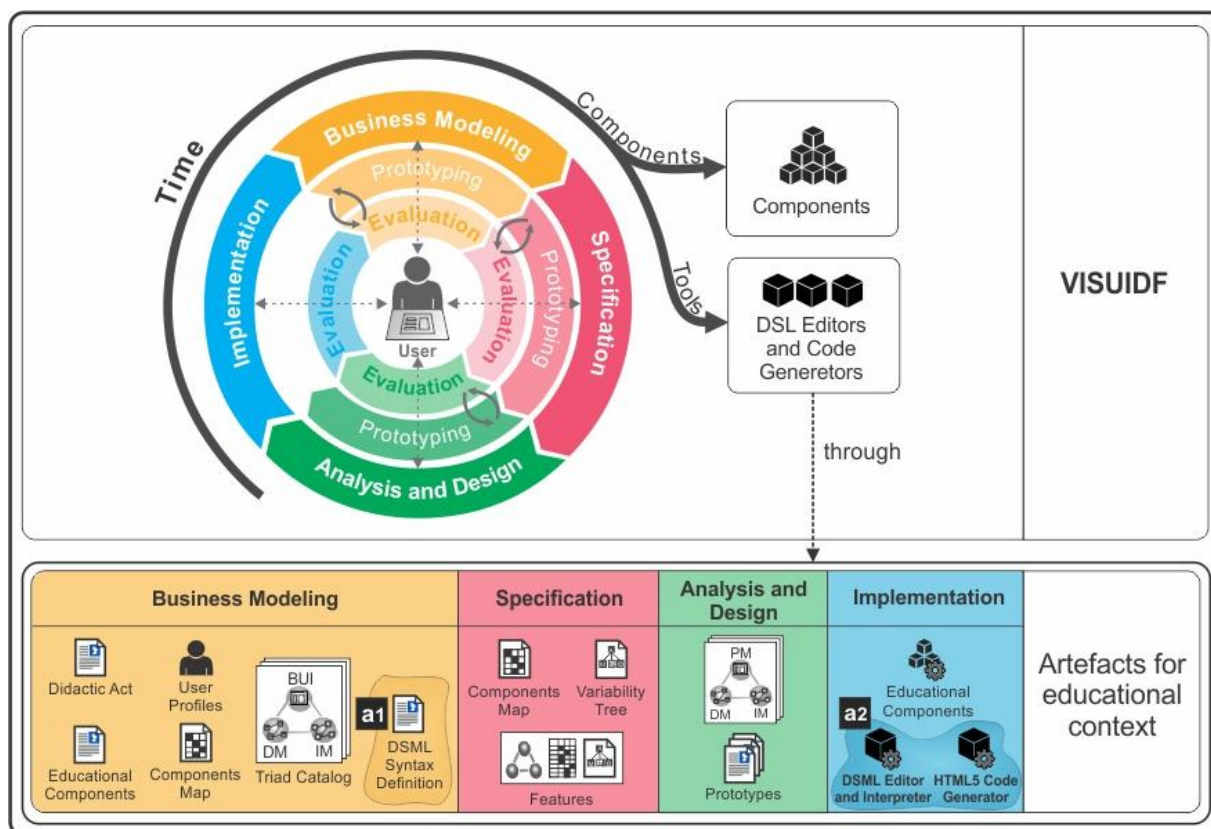 Time
Business Modeling
Prototyping
Evaluation
Specification
Prototyping
Evaluation
Implementation
Evaluation
User
Evaluation
Prototyping
Analysis and Design
Components
Tools
Components
DSL Editors
and Code
Generetors
through
VISUIDF
Business Modeling
Didactic Act
User
Profiles
Educational
Components
Components
Map
BUI
DM
IM
Triad Catalog
a1
DSML
Syntax
Definition
Specification
Components
Map
Variability
Tree
Features
Analysis and
Design
PM
DM
IM
Prototypes
Implementation
Educational
Components
a2
DSML Editor
and Interpreter
HTML5 Code
Generator
Artefacts for
educational
context